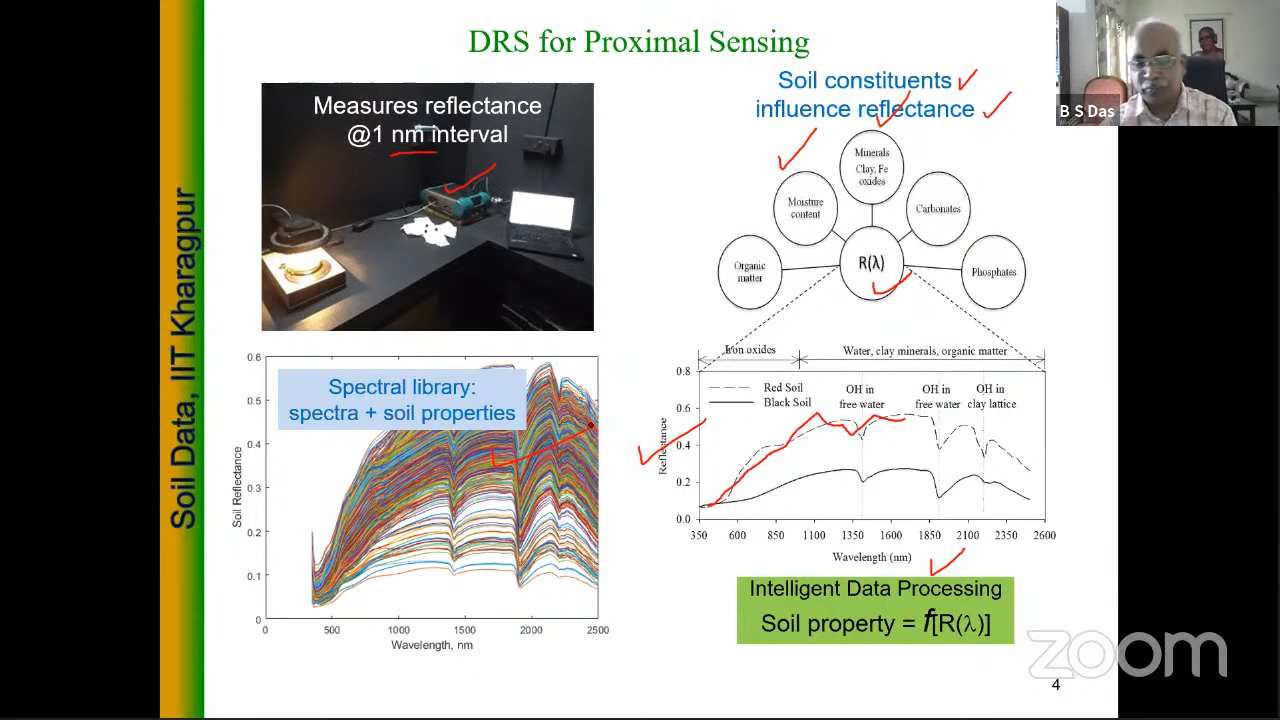 DRS for Proximal Sensing
Soil Data, IIT Kharagpur
Measures reflectance
@1 nm interval
Soil constituents
influence reflectance
B S Das
Minerals
Clay, Fe
oxides
Moisture
content
Carbonates
Organic
matter
R(λ)
Phosphates
Spectral library:
spectra + soil properties
Soil Reflectance
0.6
0.5
0.4
0.3
0.2
0.1
0
0 500 1000 1500 2000 2500
Wavelength, nm
Iron oxides
Water, clay minerals, organic matter
Reflectance
0.8
0.6
0.4
0.2
0.0
Red Soil
Black Soil
OH in
free water
OH in
free water
OH in
clay lattice
350 600 850 1100 1350 1600 1850 2100 2350 2600
Wavelength (nm)
Intelligent Data Processing
Soil property = f[R(λ)]
zoom
4